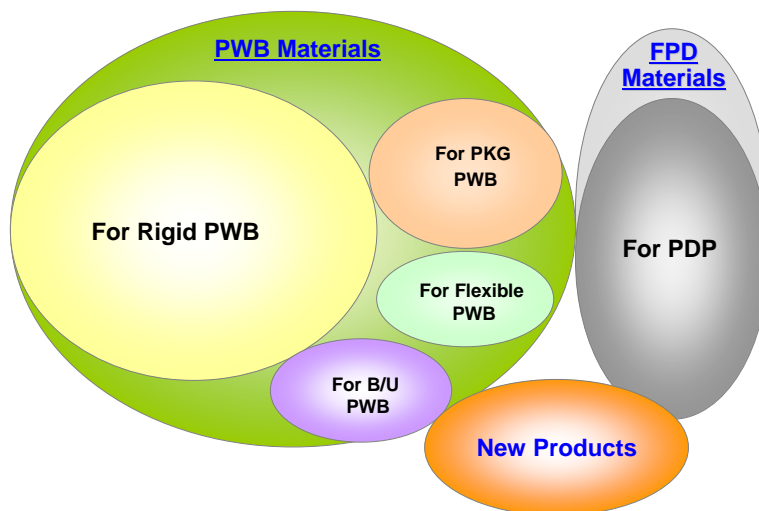 PWB Materials
FPD
Materials
For PKG
PWB
For Rigid PWB
For PDP
For Flexible
PWB
For B/U
PWB
New Products